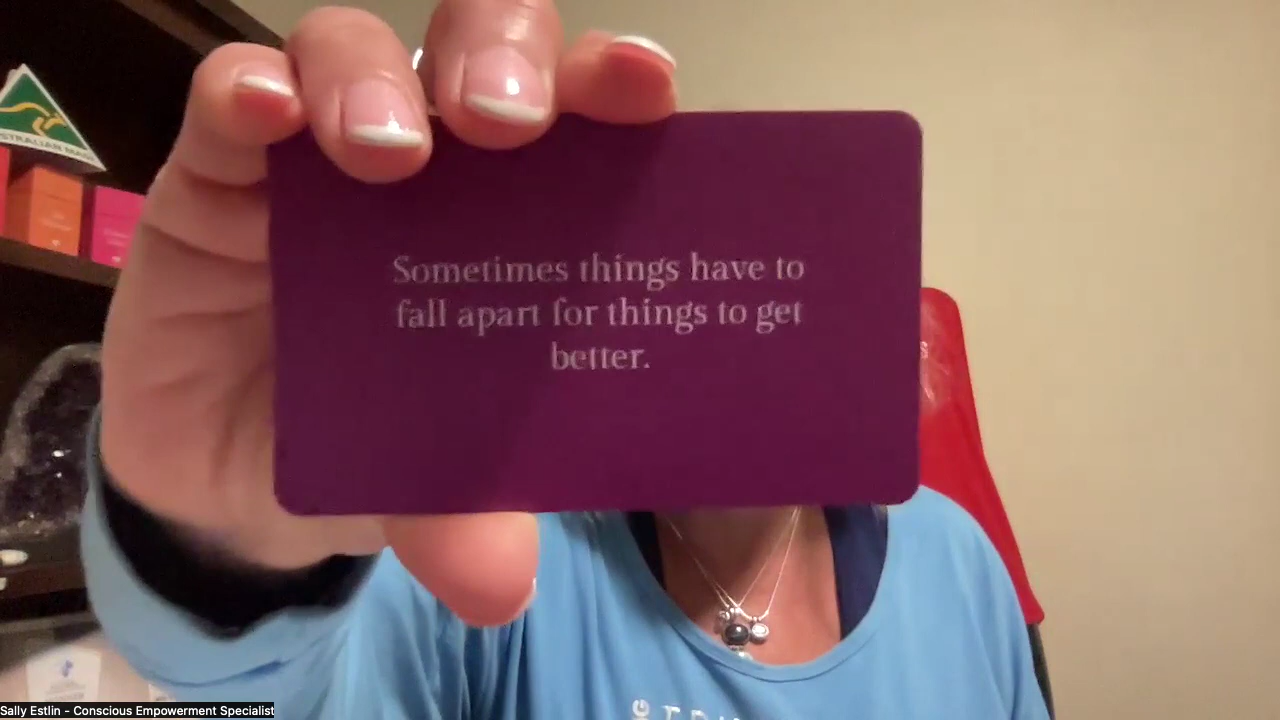 Sometimes things have to
fall apart for things to get
better.
Sally Estlin - Conscious Empowerment Specialist